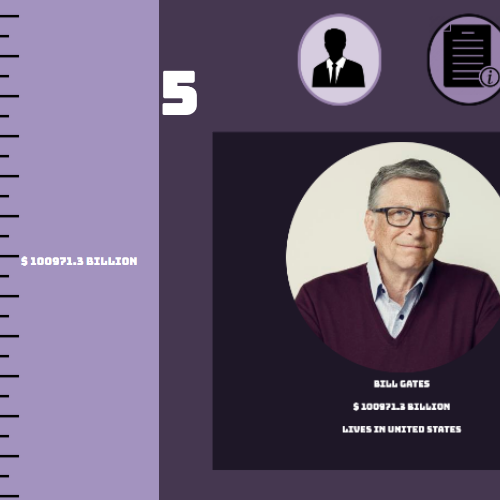 5
$ 100971.3 BILLION
BILL GATES
$ 100971.3 BILLION
LIVES IN UNITED STATES